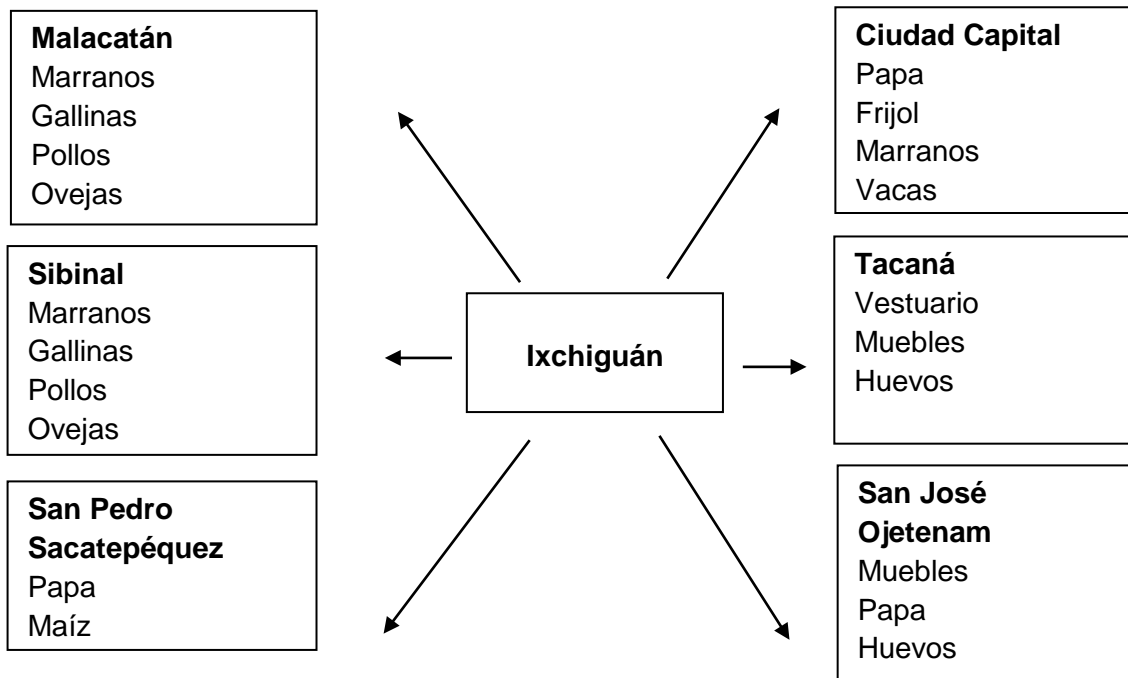 Malacatán
Marranos
Gallinas
Pollos
Ovejas
Ciudad Capital
Papa
Frijol
Marranos
Vacas
Sibinal
Marranos
Gallinas
Pollos
Ovejas
Ixchiguán
Tacaná
Vestuario
Muebles
Huevos
San Pedro
Sacatepéquez
Papa
Maíz
San José
Ojetenam
Muebles
Papa
Huevos